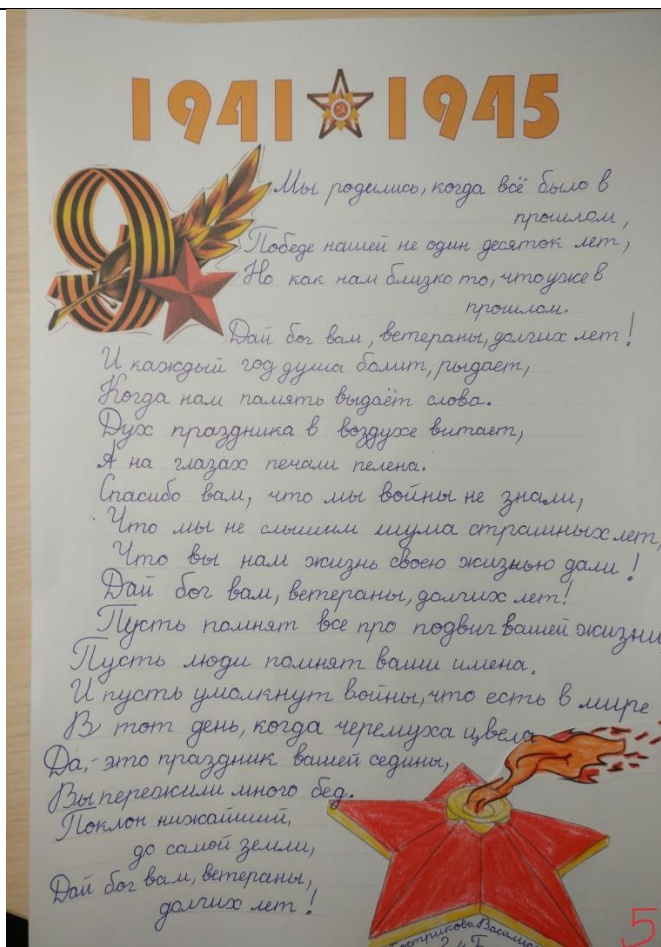 1941 1945
Мы родились, когда всё было в
прошлом,
Победе нашей не один десяток лет,
Но как нам близко то, что уже в
прошлом.
Дай бог вам, ветераны, долгих лет!
И каждый год душа болит, рыдает,
Когда нам память выдаёт слова.
Дух праздника в воздухе витает,
А на глазах печали пелена.
Спасибо вам, что мы войны не знали,
Что мы не слышим шума страшных лет,
Что вы нам жизнь своею жизнью дали!
Дай бог вам, ветераны, долгих лет!
Пусть помнят все про подвиг вашей жизни
Пусть люди помнят ваши имена.
И пусть умолкнут войны, что есть в мире
В тот день, когда черемуха цвела
Да,-это праздник вашей седины,
Вы пережили много бед.
Поклон нижайший,
до самой земли,
Дай бог вам, ветераны,
долгих лет!
5